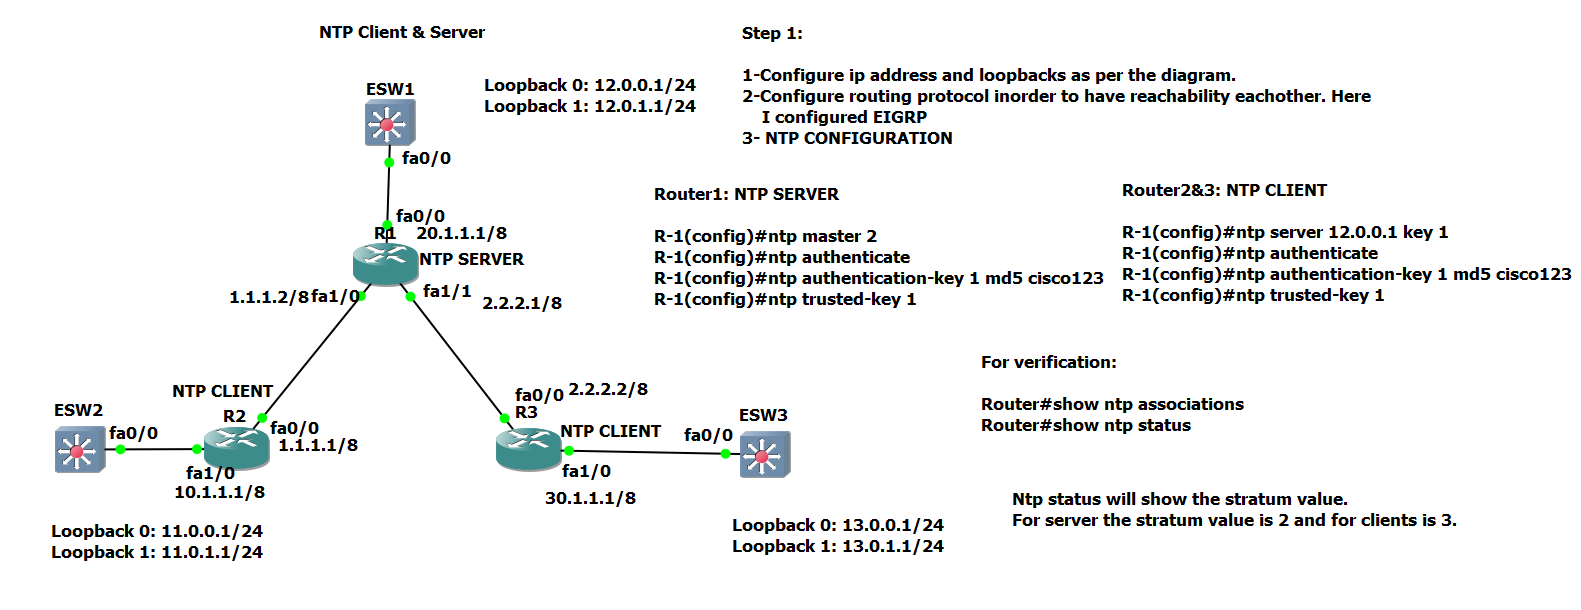 NTP Client & Server
ESW1
Loopback 0: 12.0.0.1/24
Loopback 1: 12.0.1.1/24
fa0/0
fa0/0
R1
20.1.1.1/8
NTP SERVER
1.1.1.2/8
fa1/0
fa1/1
2.2.2.1/8
NTP CLIENT
ESW2
R2
fa0/0
fa0/0
1.1.1.1/8
fa1/0
10.1.1.1/8
Loopback 0: 11.0.0.1/24
Loopback 1: 11.0.1.1/24
fa0/0
2.2.2.2/8
R3
NTP CLIENT
ESW3
fa0/0
fa1/0
30.1.1.1/8
Loopback 0: 13.0.0.1/24
Loopback 1: 13.0.1.1/24
Step 1:
1-Configure ip address and loopbacks as per the diagram.
2-Configure routing protocol inorder to have reachability eachother. Here
I configured EIGRP
3- NTP CONFIGURATION
Router1: NTP SERVER
R-1(config)#ntp master 2
R-1(config)#ntp authenticate
R-1(config)#ntp authentication-key 1 md5 cisco123
R-1(config)#ntp trusted-key 1
Router2&3: NTP CLIENT
R-1(config)#ntp server 12.0.0.1 key 1
R-1(config)#ntp authenticate
R-1(config)#ntp authentication-key 1 md5 cisco123
R-1(config)#ntp trusted-key 1
For verification:
Router#show ntp associations
Router#show ntp status
Ntp status will show the stratum value.
For server the stratum value is 2 and for clients is 3.